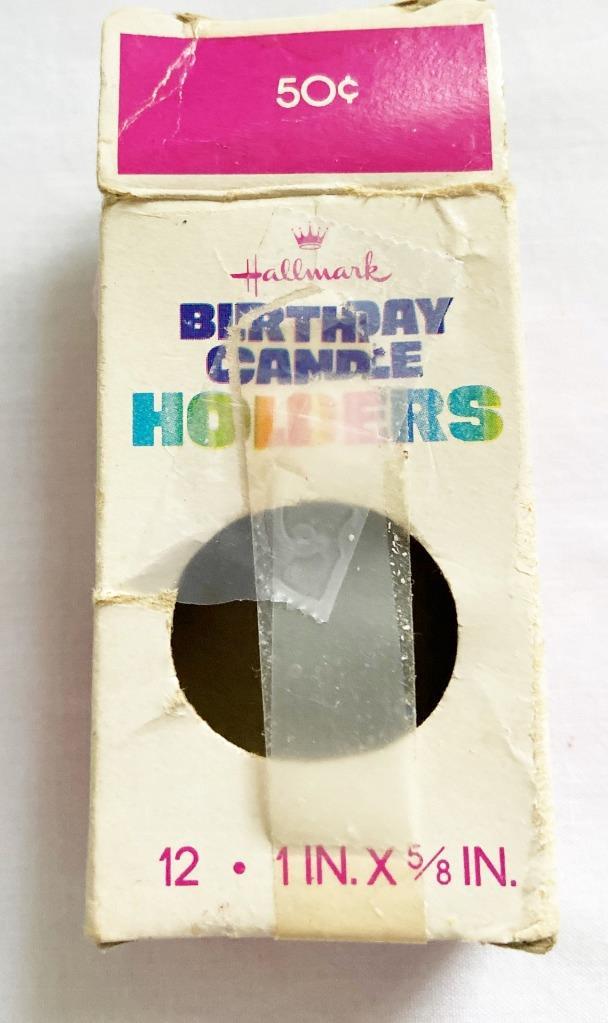 50¢
Hallmark
BIRTHDAY
CANDLE
HOLDERS
12 • 1 IN. X 5/8 IN.